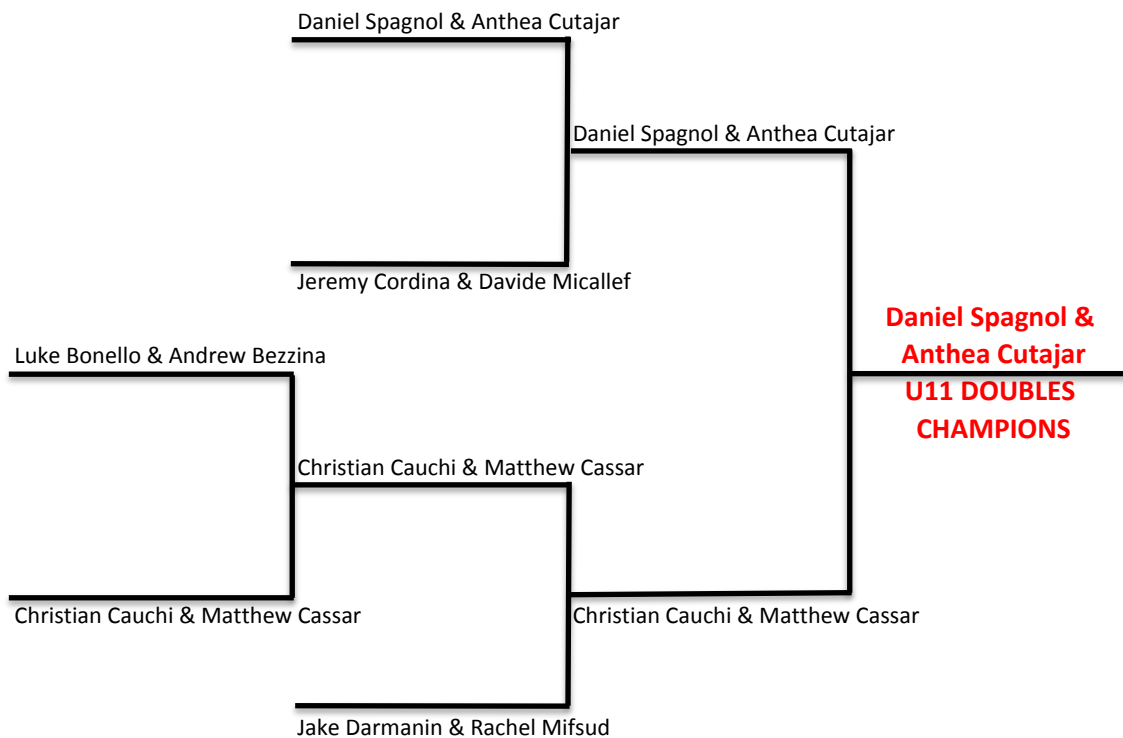 Daniel Spagnol & Anthea Cutajar
Daniel Spagnol & Anthea Cutajar
Jeremy Cordina & Davide Micallef
Daniel Spagnol &
Anthea Cutajar
U11 DOUBLES
CHAMPIONS
Luke Bonello & Andrew Bezzina
Christian Cauchi & Matthew Cassar
Christian Cauchi & Matthew Cassar
Christian Cauchi & Matthew Cassar
Jake Darmanin & Rachel Mifsud